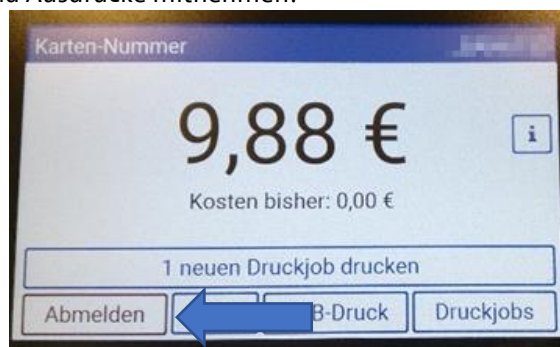 Karten-Nummer
9,88 €
i
Kosten bisher: 0,00 €
1 neuen Druckjob drucken
Abmelden B-Druck Druckjobs